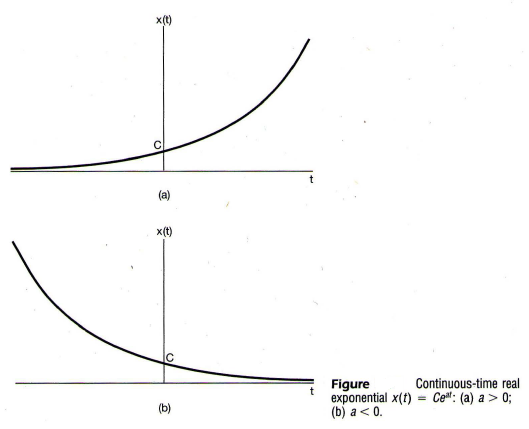 x(t)
C
t
(a)
x(t)
C
t
(b)
Figure Continuous-time real
exponential x(t) = Ce^{at}: (a) a > 0;
(b) a < 0.